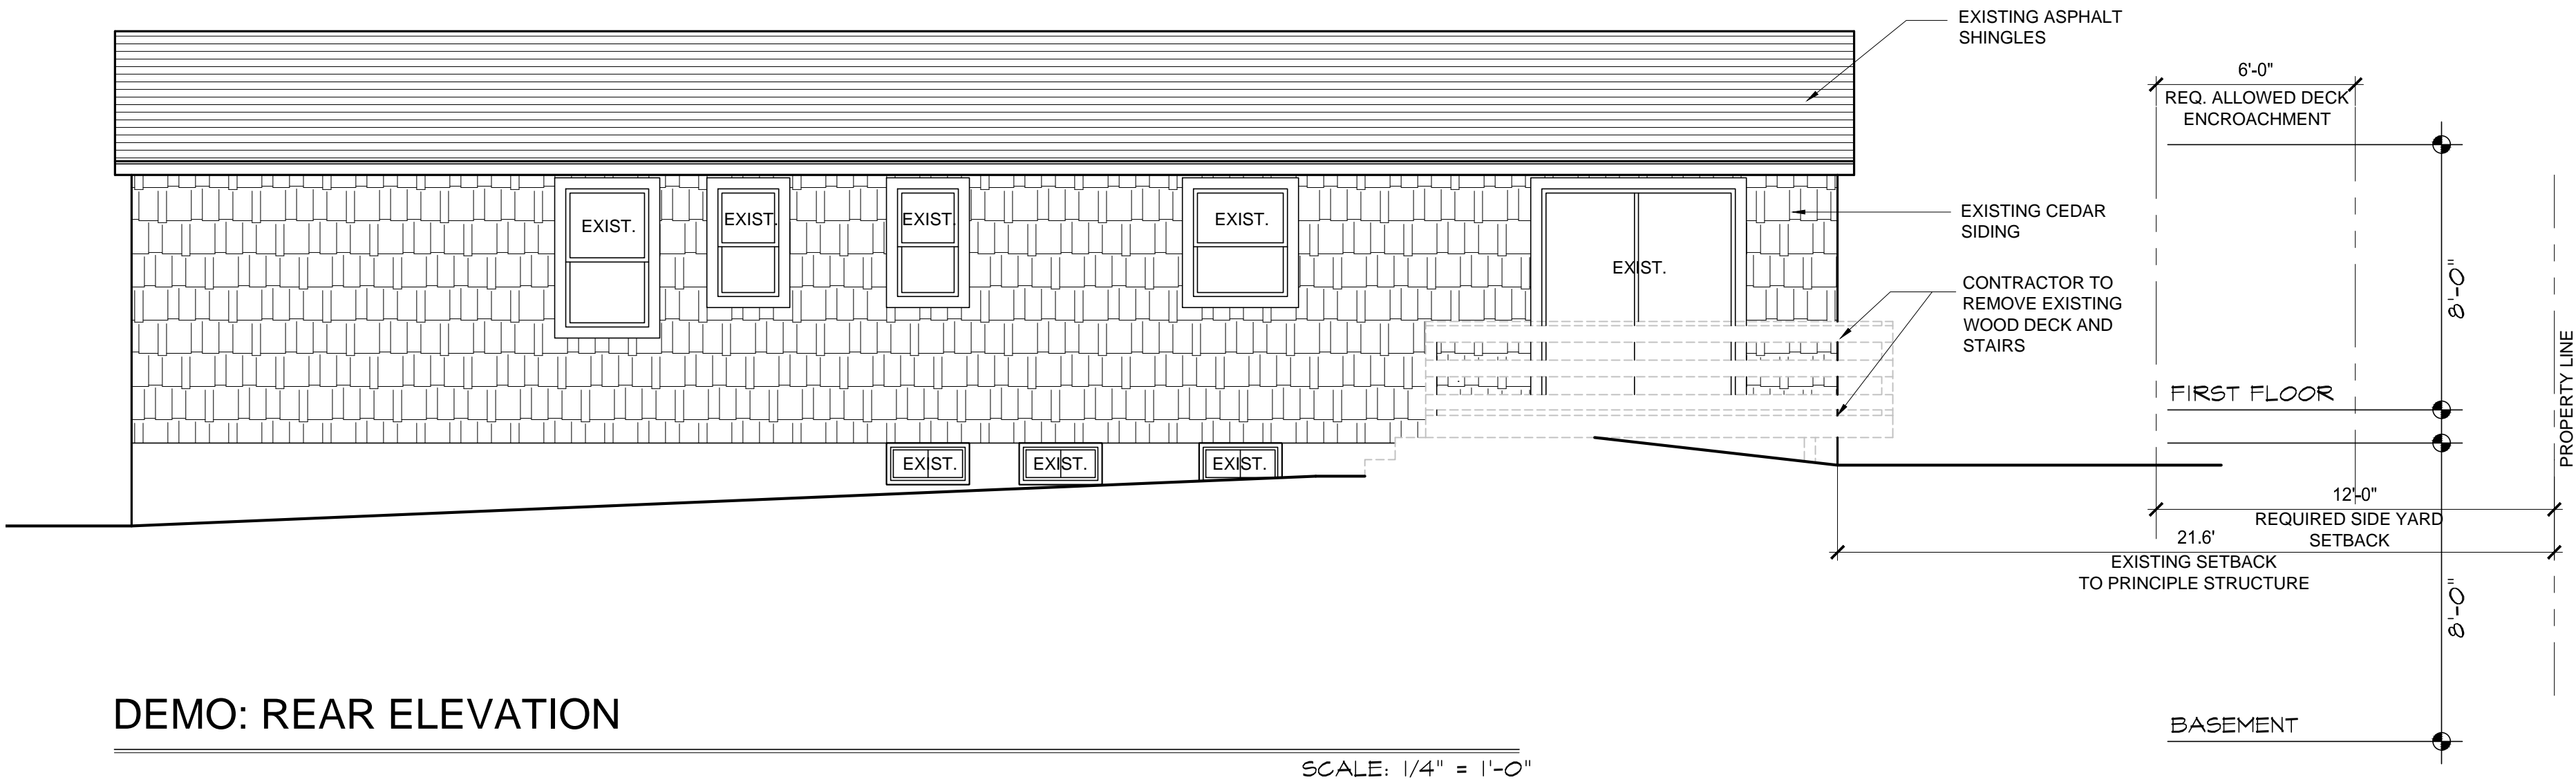 EXISTING ASPHALT
SHINGLES
6'-0"
REQ. ALLOWED DECK
ENCROACHMENT
EXIST.
EXIST.
EXIST.
EXIST.
EXIST.
EXISTING CEDAR
SIDING
CONTRACTOR TO
REMOVE EXISTING
WOOD DECK AND
STAIRS
8'-0"
PROPERTY LINE
FIRST FLOOR
EXIST.
EXIST.
EXIST.
12'-0"
REQUIRED SIDE YARD
SETBACK
21.6'
EXISTING SETBACK
TO PRINCIPLE STRUCTURE
8'-0"
BASEMENT
DEMO: REAR ELEVATION
SCALE: 1/4" = 1'-0"